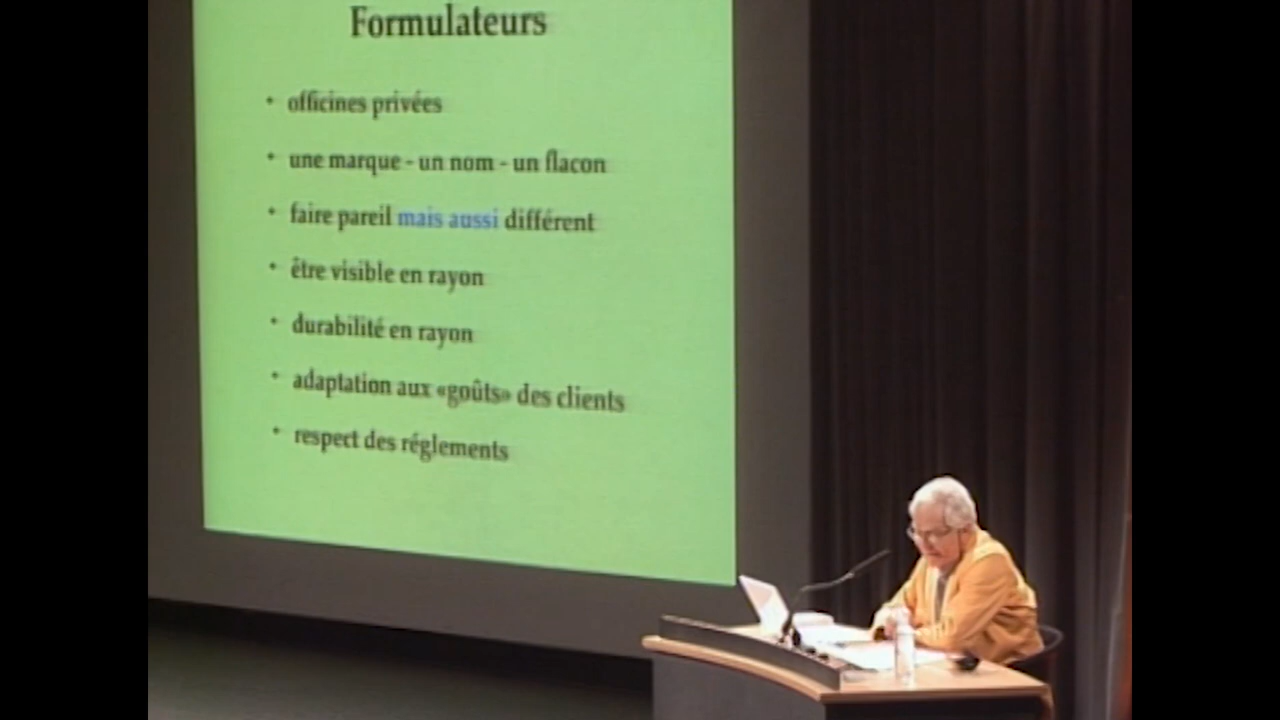 Formulateurs
• officines privées
• une marque - un nom - un flacon
• faire pareil mais aussi différent
• être visible en rayon
• durabilité en rayon
• adaptation aux «goûts» des clients
• respect des réglements